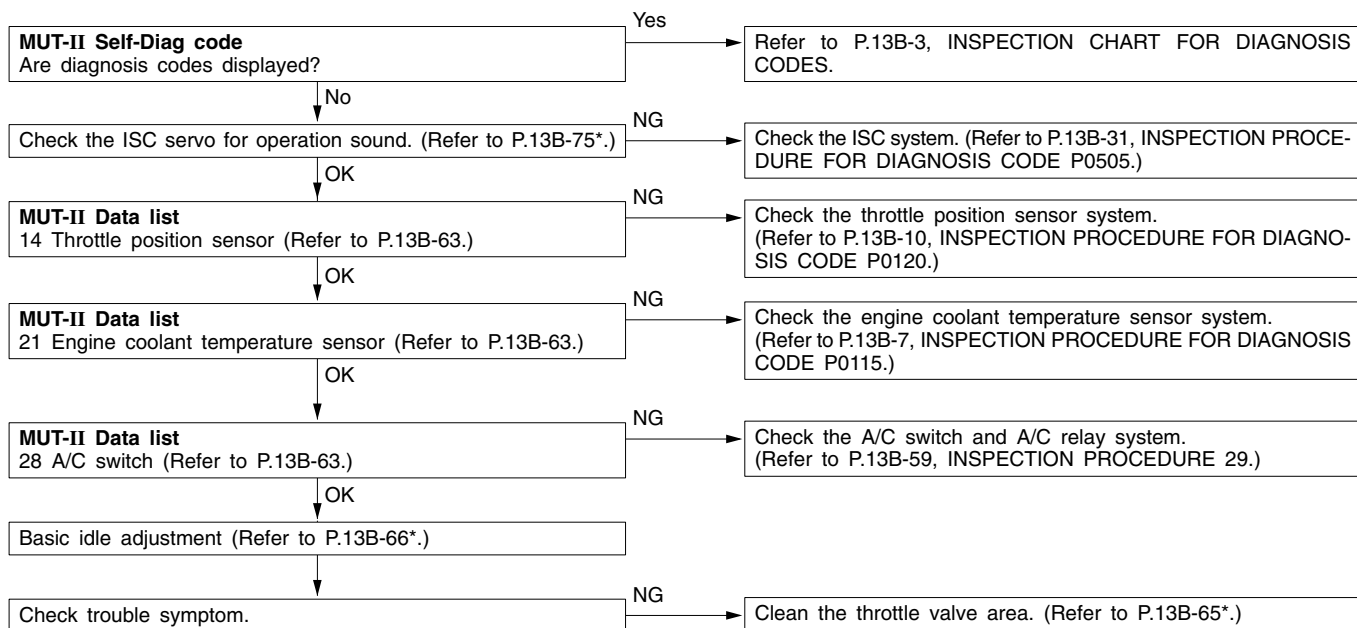 MUT-II Self-Diag code
Are diagnosis codes displayed?
Yes
Refer to P.13B-3, INSPECTION CHART FOR DIAGNOSIS
CODES.
No
Check the ISC servo for operation sound. (Refer to P.13B-75*.)
NG
Check the ISC system. (Refer to P.13B-31, INSPECTION PROCE-
DURE FOR DIAGNOSIS CODE P0505.)
OK
MUT-II Data list
14 Throttle position sensor (Refer to P.13B-63.)
NG
Check the throttle position sensor system.
(Refer to P.13B-10, INSPECTION PROCEDURE FOR DIAGNO-
SIS CODE P0120.)
OK
MUT-II Data list
21 Engine coolant temperature sensor (Refer to P.13B-63.)
NG
Check the engine coolant temperature sensor system.
(Refer to P.13B-7, INSPECTION PROCEDURE FOR DIAGNOSIS
CODE P0115.)
OK
MUT-II Data list
28 A/C switch (Refer to P.13B-63.)
NG
Check the A/C switch and A/C relay system.
(Refer to P.13B-59, INSPECTION PROCEDURE 29.)
OK
Basic idle adjustment (Refer to P.13B-66*.)
Check trouble symptom.
NG
Clean the throttle valve area. (Refer to P.13B-65*.)